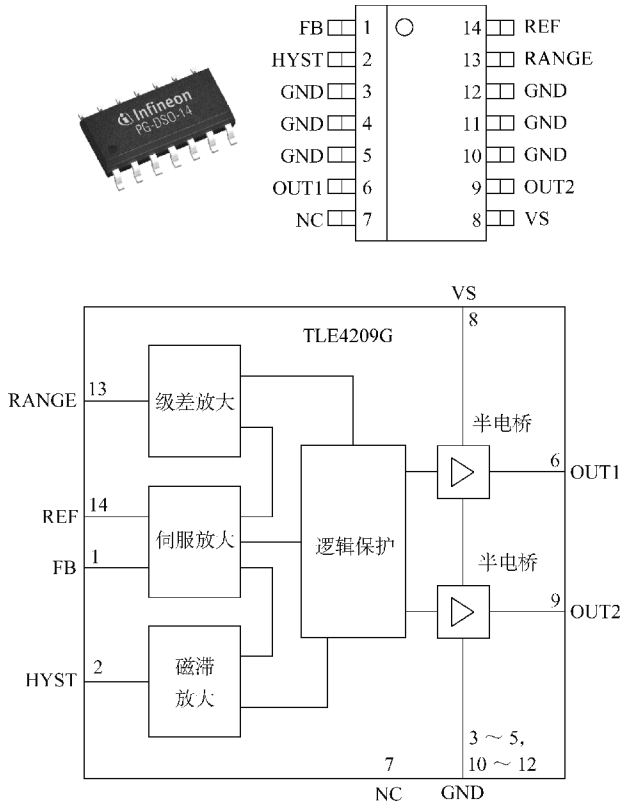 Infineon
PG-DSO-14
FB 1 14 REF
HYST 2 13 RANGE
GND 3 12 GND
GND 4 11 GND
GND 5 10 GND
OUT1 6 9 OUT2
NC 7 8 VS
VS
8
TLE4209G
RANGE 13
级差放大
半电桥
6 OUT1
REF 14
伺服放大
逻辑保护
FB 1
半电桥
9 OUT2
HYST 2
磁滞
放大
3～5,
7 10～12
NC GND